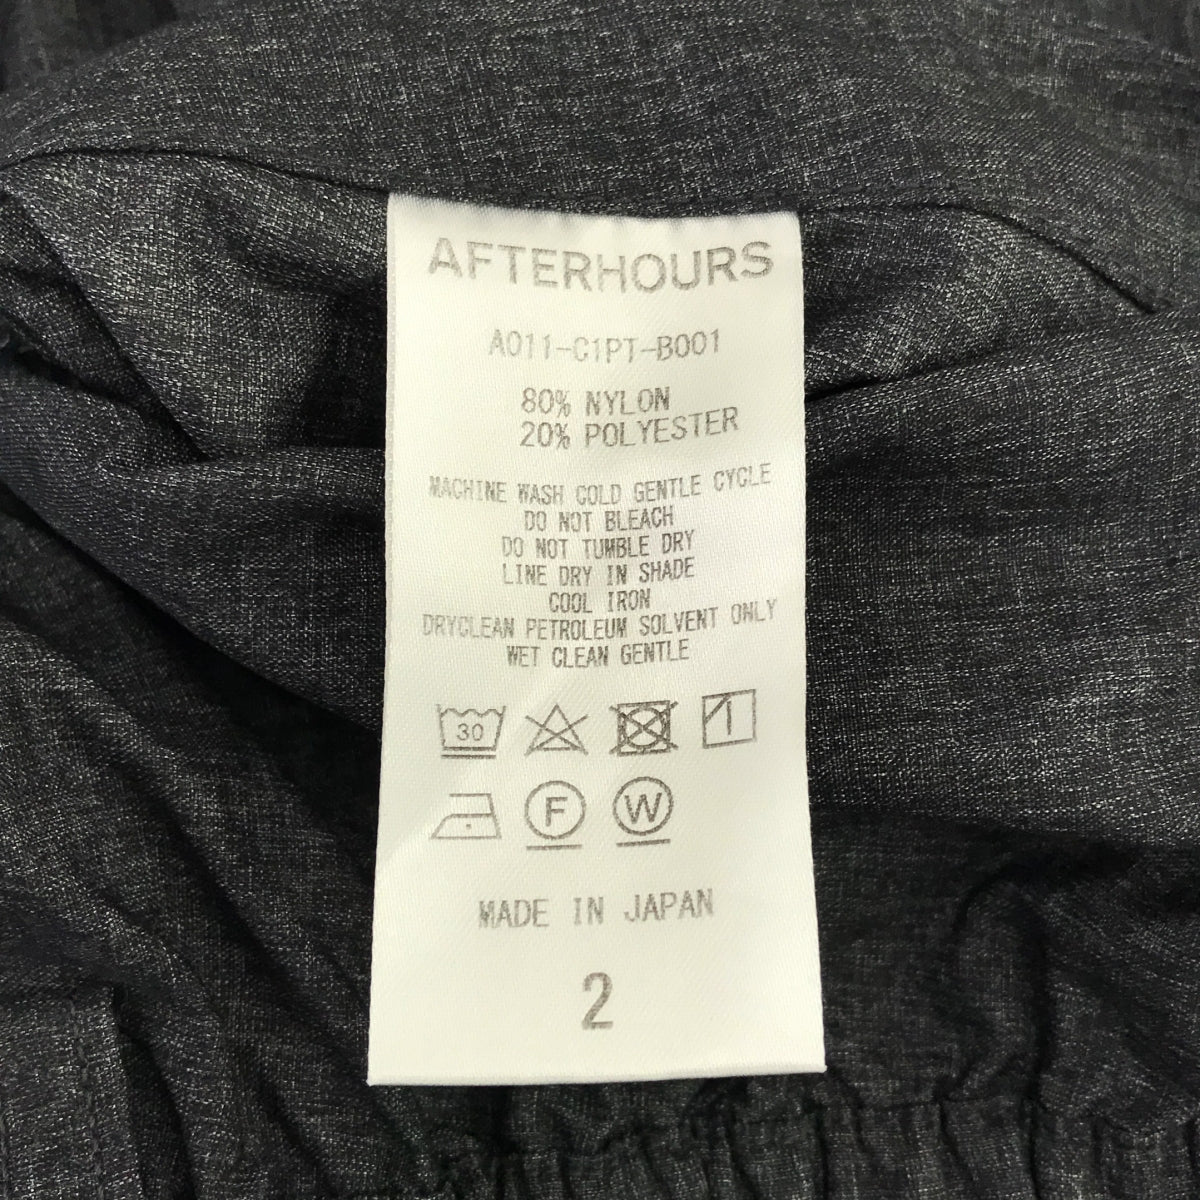 AFTERHOURS
A011-C1PT-B001
80% NYLON
20% POLYESTER
MACHINE WASH COLD GENTLE CYCLE
DO NOT BLEACH
DO NOT TUMBLE DRY
LINE DRY IN SHADE
COOL IRON
DRYCLEAN PETROLEUM SOLVENT ONLY
WET CLEAN GENTLE
30
F W
MADE IN JAPAN
2